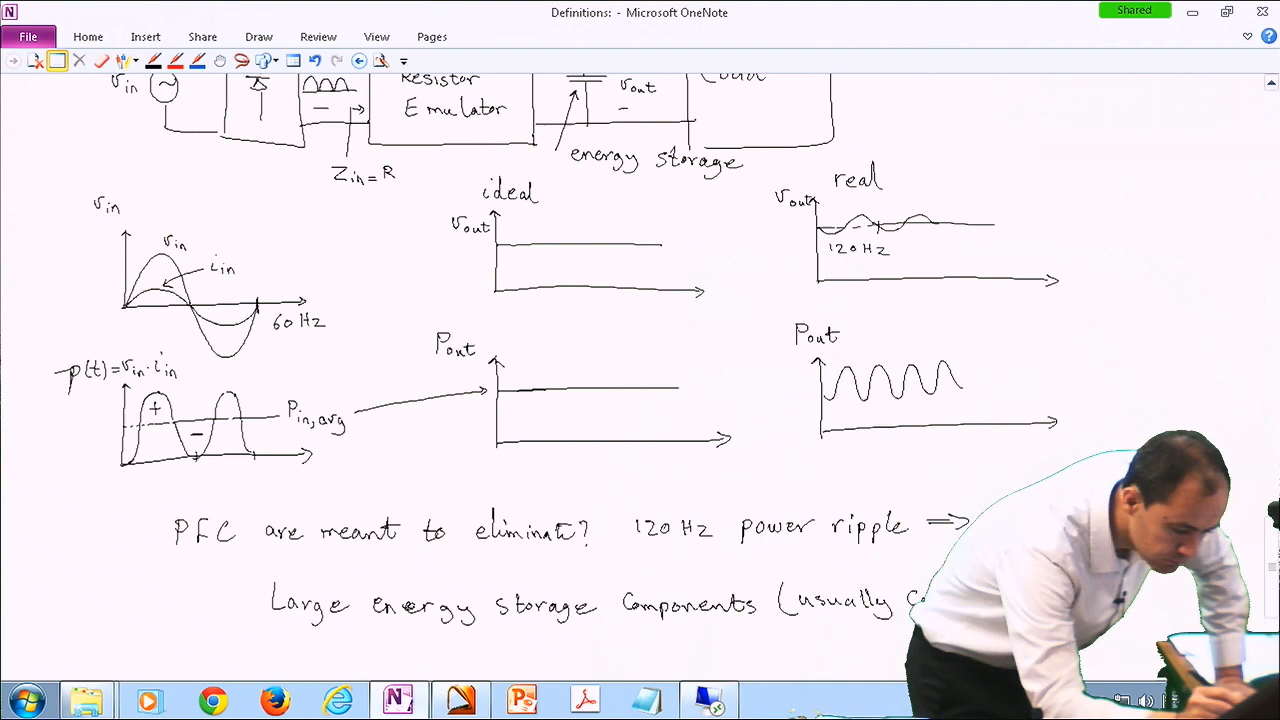 Definitions: - Microsoft OneNote
Shared
File Home Insert Share Draw Review View Pages
vin
Resistor
Emulator
vout
−
Load
Zin = R
energy storage
vin
vin
iin
60 Hz
ideal
vout
real
vout
120 Hz
p(t)=vin·iin
+
−
Pin,avg
Pout
Pout
PFC are meant to eliminate? 120 Hz power ripple ⇒
Large energy storage components (usually